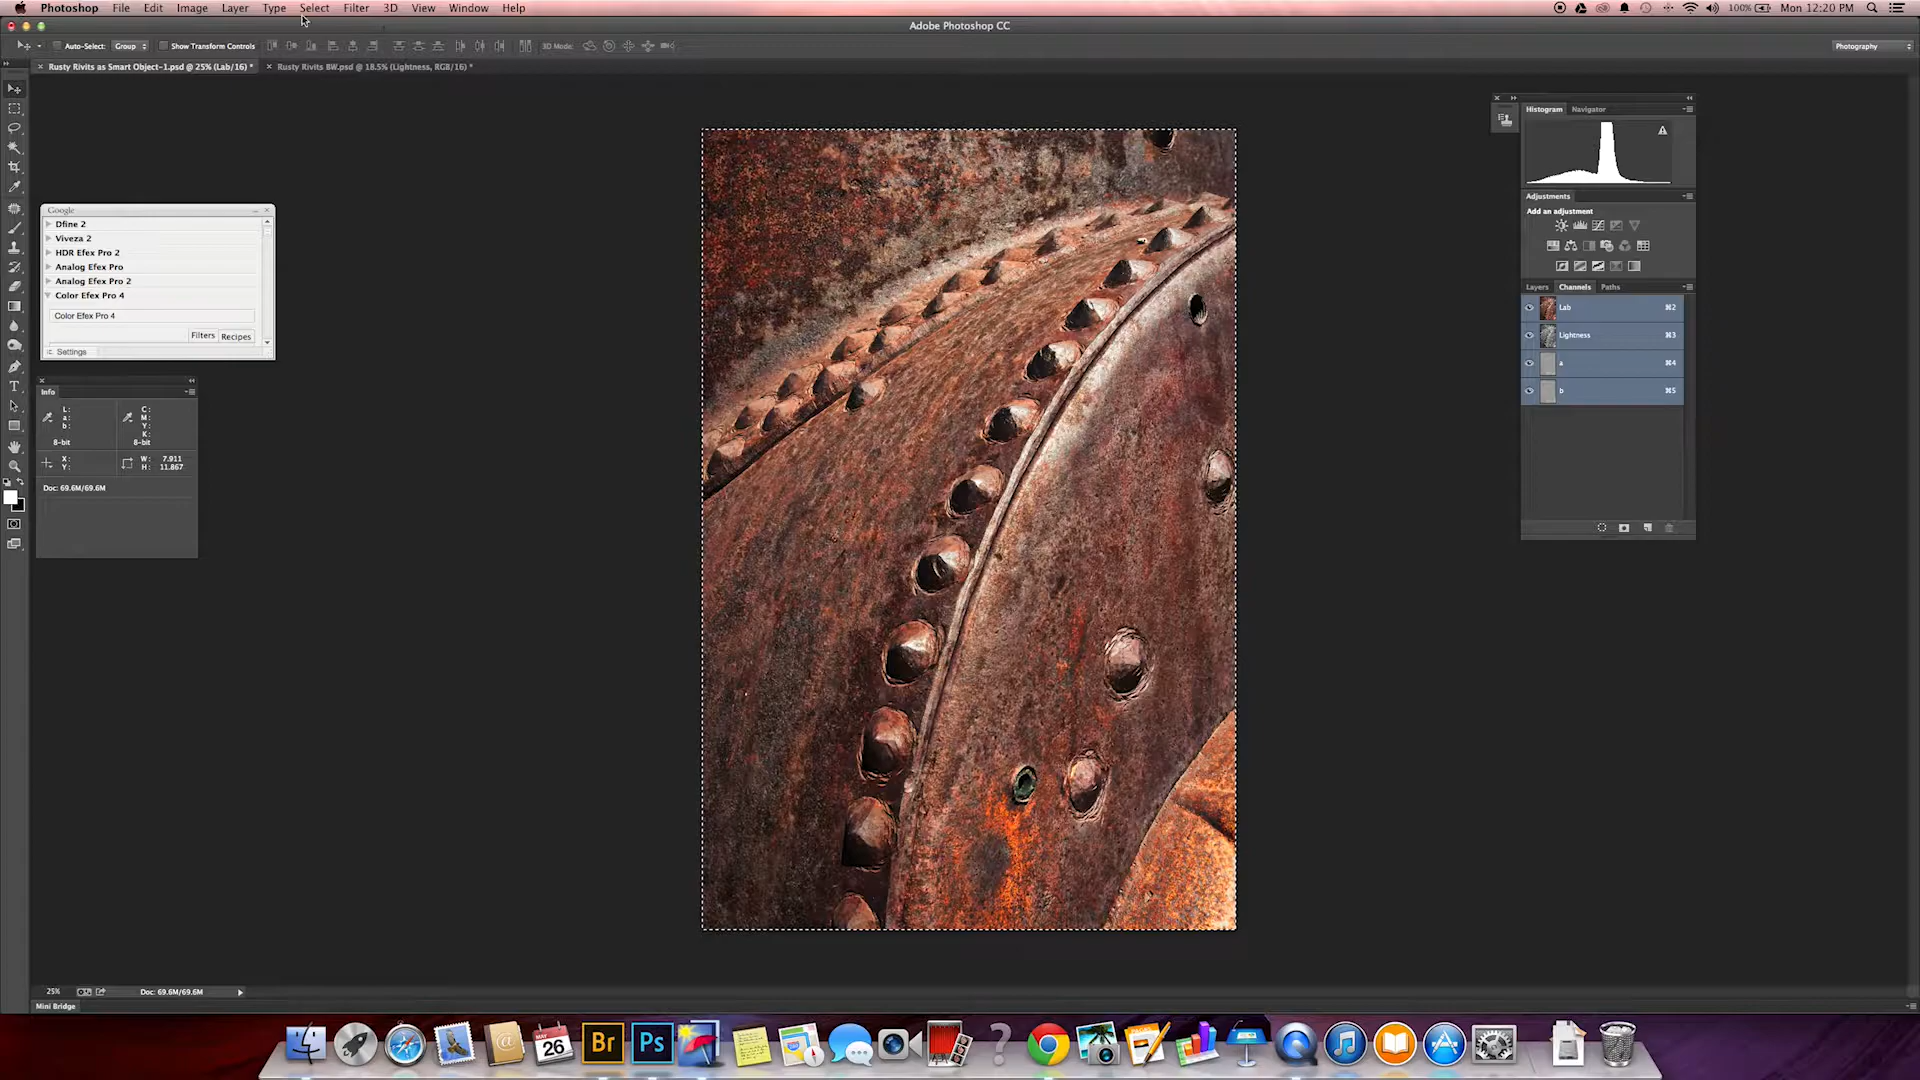 Photoshop File Edit Image Layer Type Select Filter 3D View Window Help 100% Mon 12:20 PM
Adobe Photoshop CC
Auto-Select: Group Show Transform Controls 3D Mode: Photography
Rusty Rivits as Smart Object-1.psd @ 25% (Lab/16) * Rusty Rivits BW.psd @ 18.5% (Lightness, RGB/16) *
Histogram Navigator
Adjustments
Add an adjustment
Layers Channels Paths
Lab ⌘2
Lightness ⌘3
a ⌘4
b ⌘5
Google
Dfine 2
Viveza 2
HDR Efex Pro 2
Analog Efex Pro
Analog Efex Pro 2
Color Efex Pro 4
Color Efex Pro 4
Filters Recipes
Settings
Info
L: C:
a: M:
b: Y:
K:
8-bit 8-bit
X: W: 7.911
Y: H: 11.867
Doc: 69.6M/69.6M
25% Doc: 69.6M/69.6M
Mini Bridge
MAY
26
Br
Ps